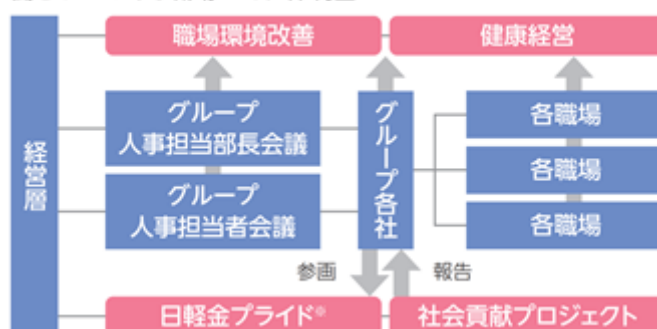 職場環境改善
健康経営
経営層
グループ
人事担当部長会議
グループ
人事担当者会議
グループ各社
各職場
各職場
各職場
参画
報告
日軽金プライド※
社会貢献プロジェクト